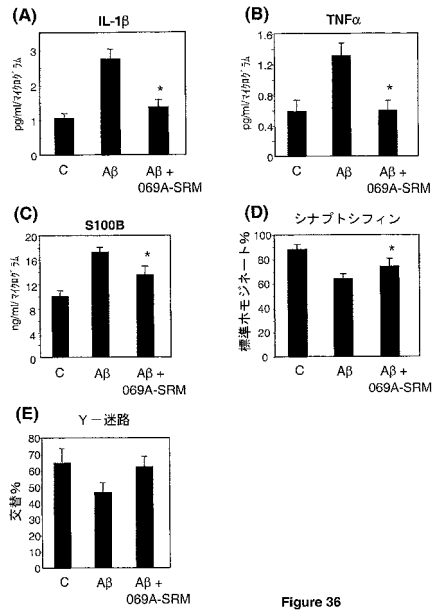 (A)
IL-1β
pg/ml/マイクログラム
3
2
1
0
*
C
Aβ
Aβ +
069A-SRM
(B)
TNFα
pg/ml/マイクログラム
1.6
1.2
0.8
0.4
*
C
Aβ
Aβ +
069A-SRM
(C)
S100B
ng/ml/マイクログラム
20
16
12
8
4
0
*
C
Aβ
Aβ +
069A-SRM
(D)
シナプトシフィン
標準ホモジネート%
100
80
60
40
20
0
*
C
Aβ
Aβ +
069A-SRM
(E)
Y－迷路
交替%
80
70
60
50
40
30
20
10
0
C
Aβ
Aβ +
069A-SRM
Figure 36